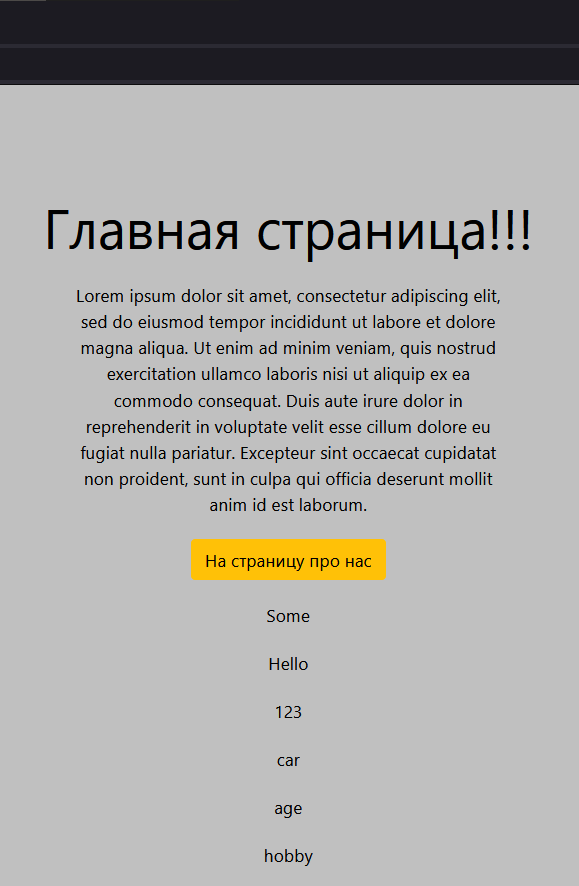 Главная страница!!!
Lorem ipsum dolor sit amet, consectetur adipiscing elit,
sed do eiusmod tempor incididunt ut labore et dolore
magna aliqua. Ut enim ad minim veniam, quis nostrud
exercitation ullamco laboris nisi ut aliquip ex ea
commodo consequat. Duis aute irure dolor in
reprehenderit in voluptate velit esse cillum dolore eu
fugiat nulla pariatur. Excepteur sint occaecat cupidatat
non proident, sunt in culpa qui officia deserunt mollit
anim id est laborum.
На страницу про нас
Some
Hello
123
car
age
hobby